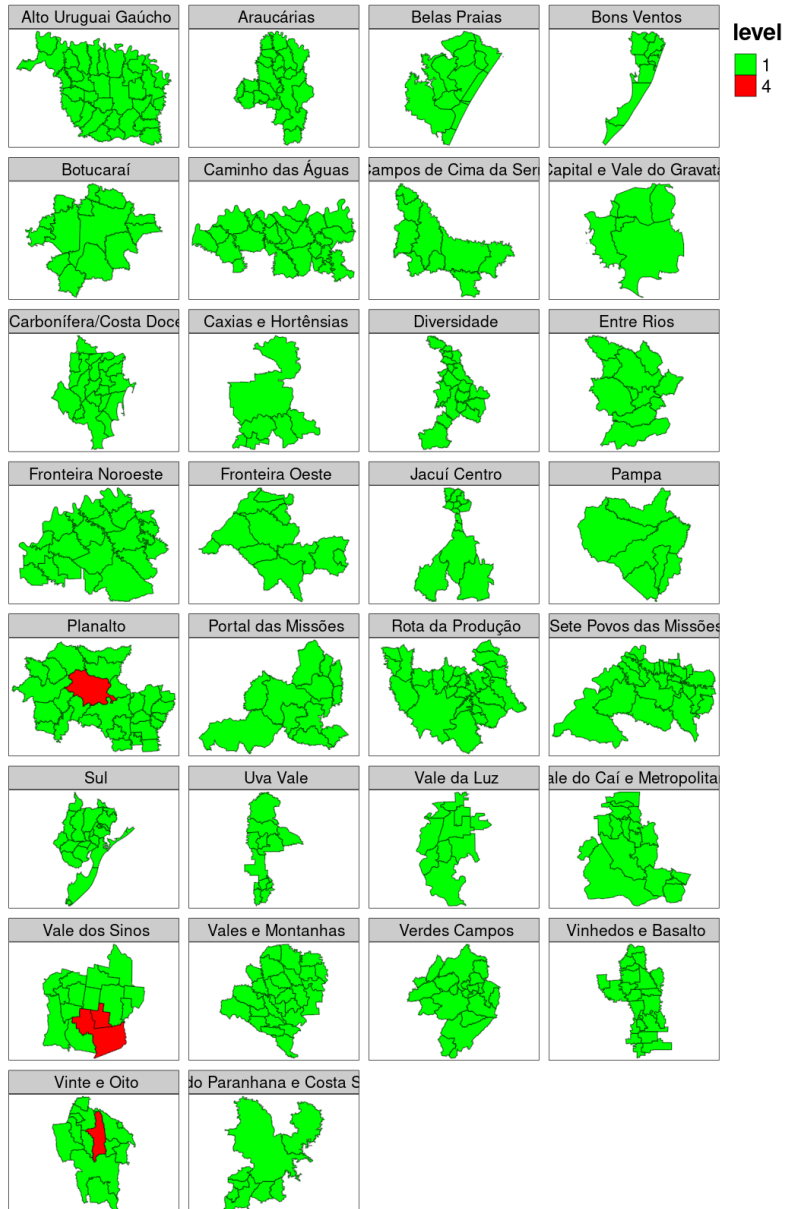 Alto Uruguai Gaúcho
Araucárias
Belas Praias
Bons Ventos
level
1
4
Botucaraí
Caminho das Águas
Campos de Cima da Serr
Capital e Vale do Gravata
Carbonífera/Costa Doce
Caxias e Hortênsias
Diversidade
Entre Rios
Fronteira Noroeste
Fronteira Oeste
Jacuí Centro
Pampa
Planalto
Portal das Missões
Rota da Produção
Sete Povos das Missões
Sul
Uva Vale
Vale da Luz
ale do Caí e Metropolita
Vale dos Sinos
Vales e Montanhas
Verdes Campos
Vinhedos e Basalto
Vinte e Oito
do Paranhana e Costa S